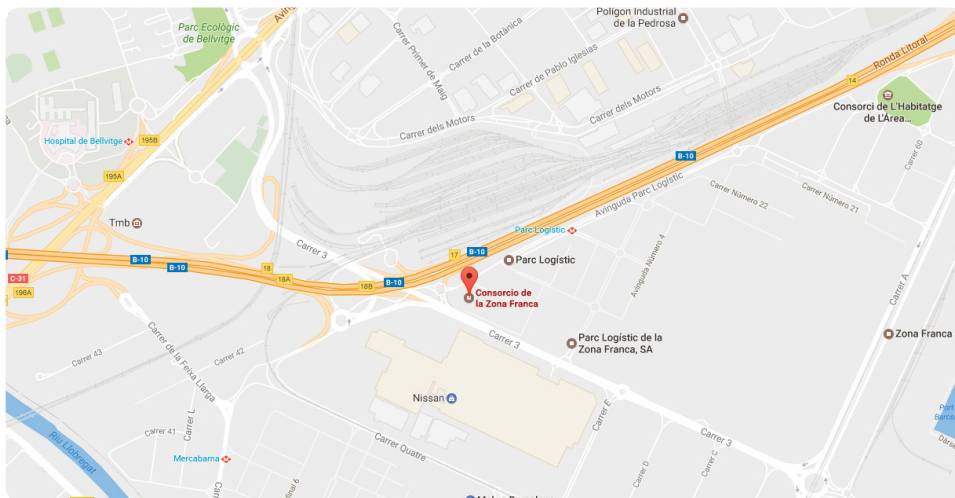 Parc Ecològic
de Bellvitge
Polígon Industrial
de la Pedrosa
Carrer de la Botànica
Carrer Primer de Maig
Carrer de Pablo Iglesias
Ronda Litoral
14
Consorci de L'Habitatge
de L'Àrea...
Carrer dels Motors
Carrer dels Motors
Hospital de Bellvitge
195B
195A
B-10
Carrer 60
Avinguda Parc Logístic
Carrer Número 22
Carrer Número 21
Tmb
Carrer 3
Parc Logístic
17
B-10
B-10
B-10
18
18A
B-10
18B
C-31
196A
Parc Logístic
Avinguda Número 4
Carrer A
Consorcio de
la Zona Franca
Carrer 3
Parc Logístic de la
Zona Franca, SA
Zona Franca
Carrer 43
Carrer 42
Carrer de la Feixa Llarga
Nissan
Carrer L
Carrer E
Carrer 41
Carrer Quatre
Carrer 3
Riu Llobregat
Mercabarna
Carrer D
Carrer C
Port